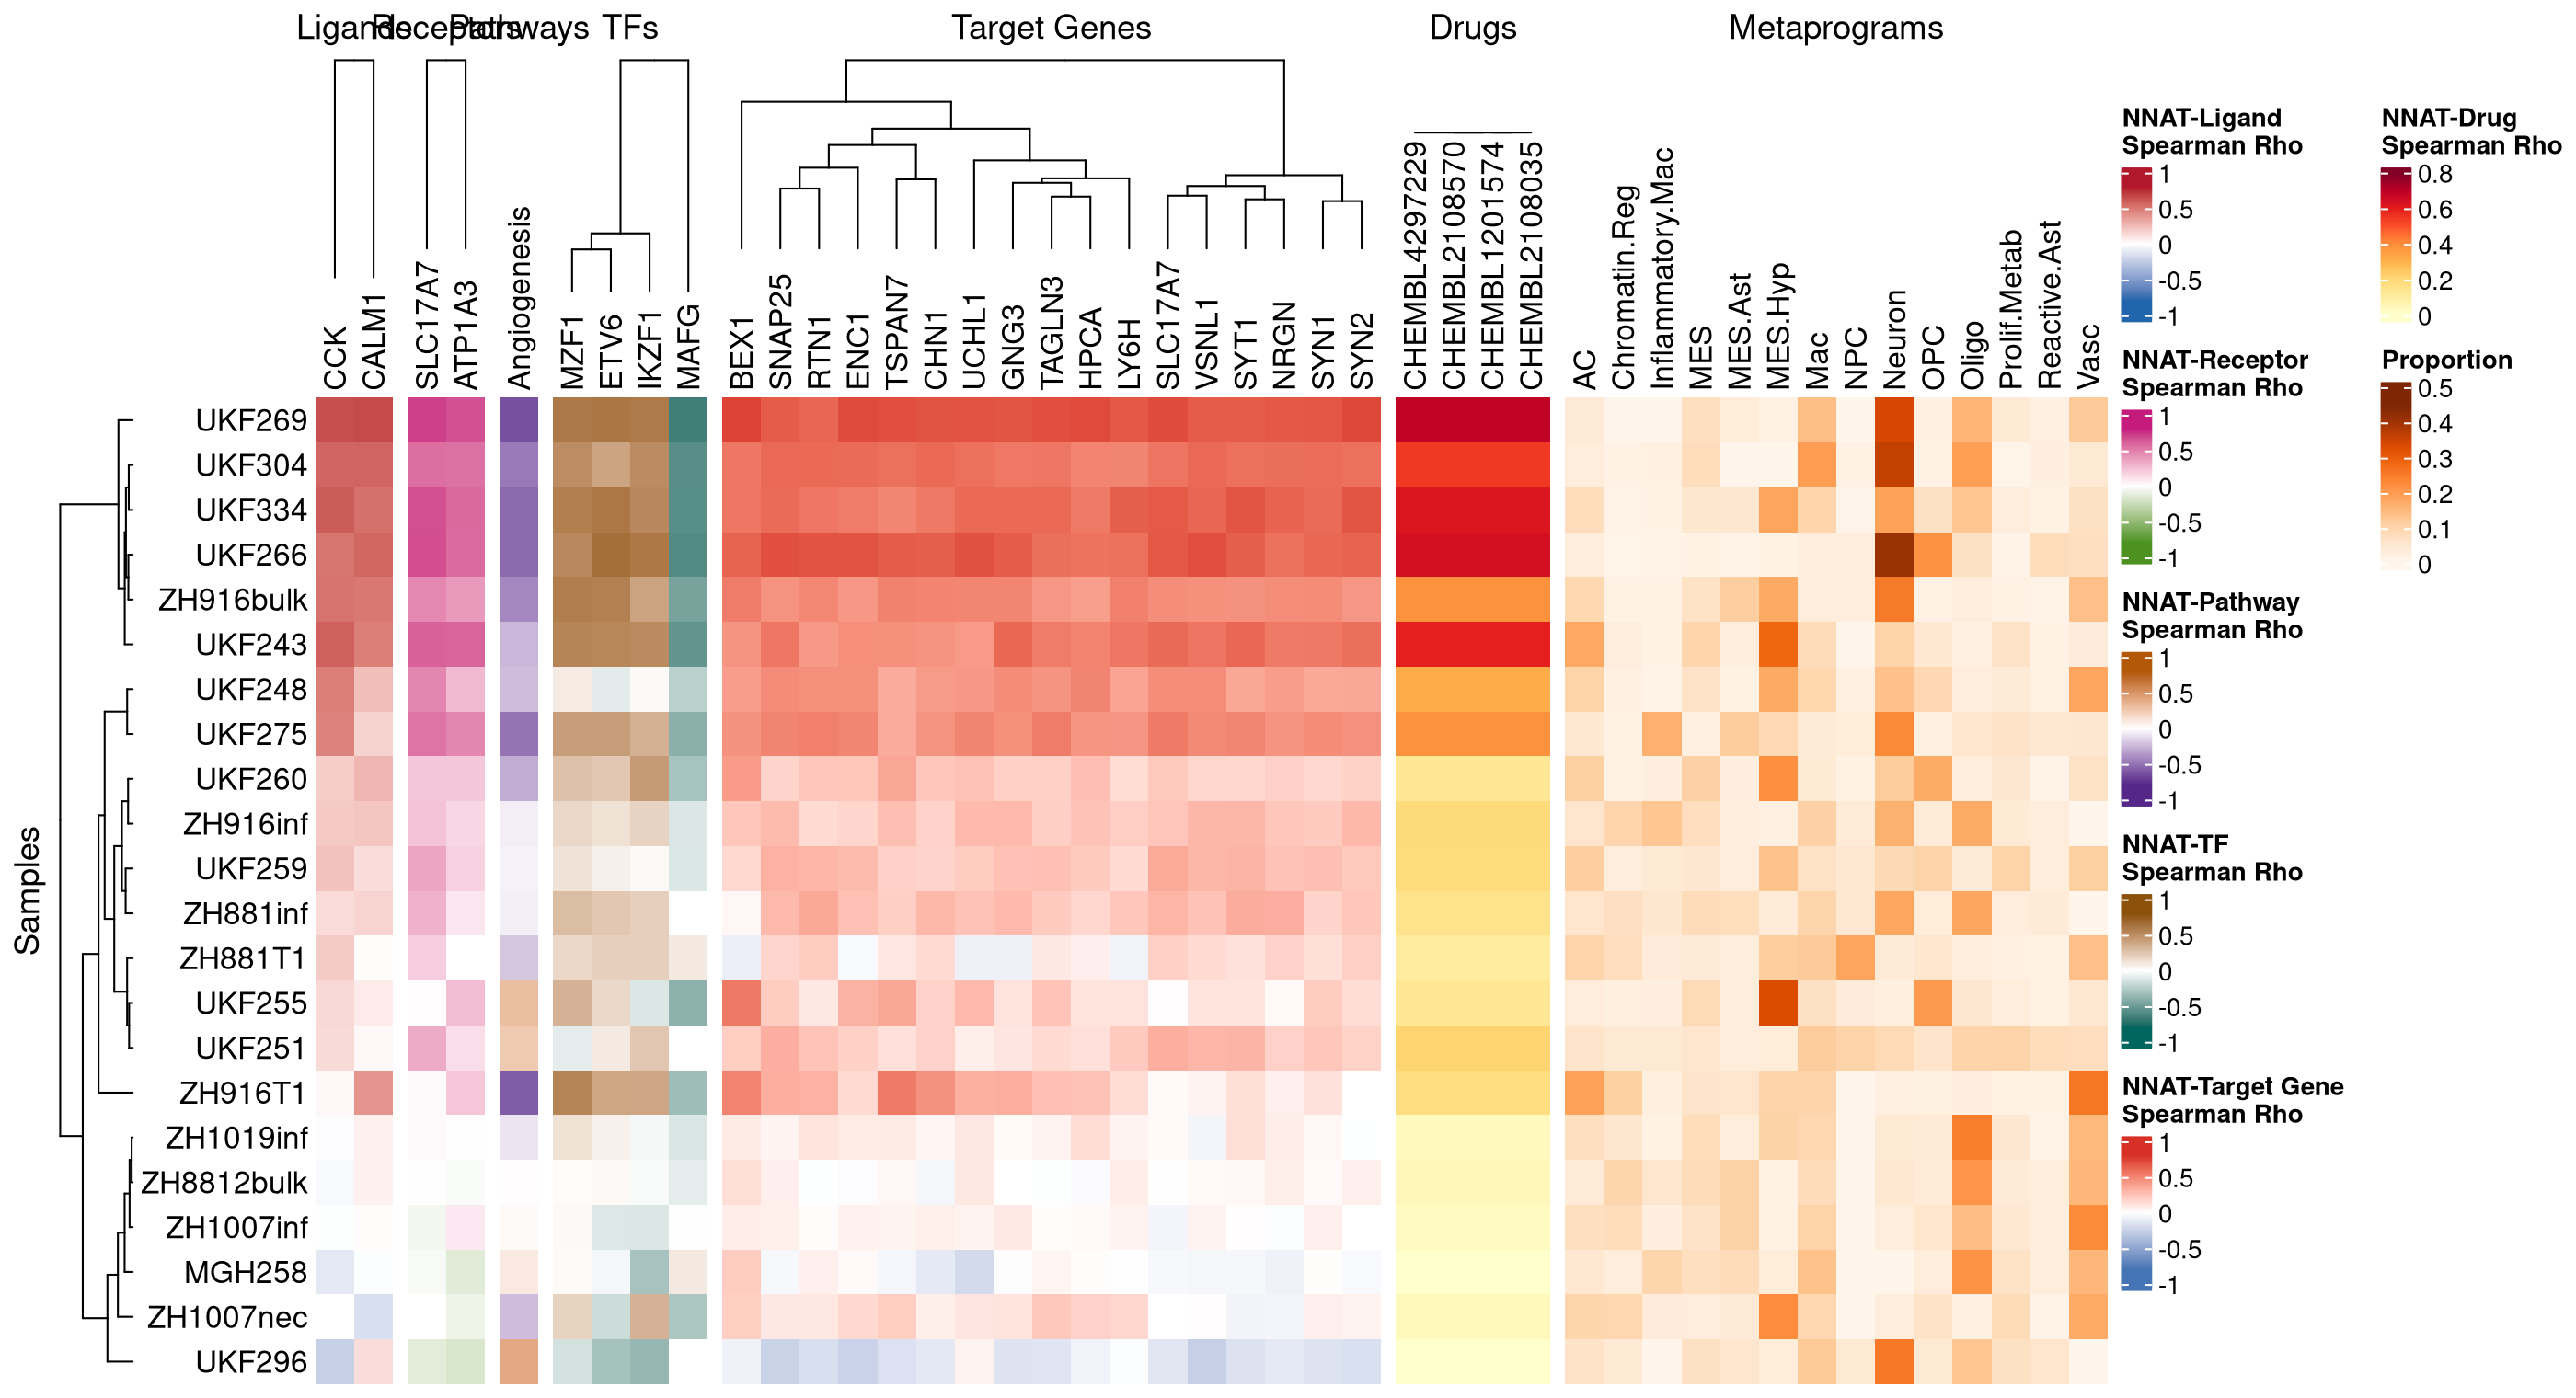 Ligands Receptors Pathways TFs Target Genes Drugs Metaprograms
CCK
CALM1
SLC17A7
ATP1A3
Angiogenesis
MZF1
ETV6
IKZF1
MAFG
BEX1
SNAP25
RTN1
ENC1
TSPAN7
CHN1
UCHL1
GNG3
TAGLN3
HPCA
LY6H
SLC17A7
VSNL1
SYT1
NRGN
SYN1
SYN2
CHEMBL4297229
CHEMBL2108570
CHEMBL1201574
CHEMBL2108035
AC
Chromatin.Reg
Inflammatory.Mac
MES
MES.Ast
MES.Hyp
Mac
NPC
Neuron
OPC
Oligo
Prolif.Metab
Reactive.Ast
Vasc
Samples
UKF269
UKF304
UKF334
UKF266
ZH916bulk
UKF243
UKF248
UKF275
UKF260
ZH916inf
UKF259
ZH881inf
ZH881T1
UKF255
UKF251
ZH916T1
ZH1019inf
ZH8812bulk
ZH1007inf
MGH258
ZH1007nec
UKF296
NNAT-Ligand
Spearman Rho
1
0.5
0
-0.5
-1
NNAT-Receptor
Spearman Rho
1
0.5
0
-0.5
-1
NNAT-Pathway
Spearman Rho
1
0.5
0
-0.5
-1
NNAT-TF
Spearman Rho
1
0.5
0
-0.5
-1
NNAT-Target Gene
Spearman Rho
1
0.5
0
-0.5
-1
NNAT-Drug
Spearman Rho
0.8
0.6
0.4
0.2
0
Proportion
0.5
0.4
0.3
0.2
0.1
0